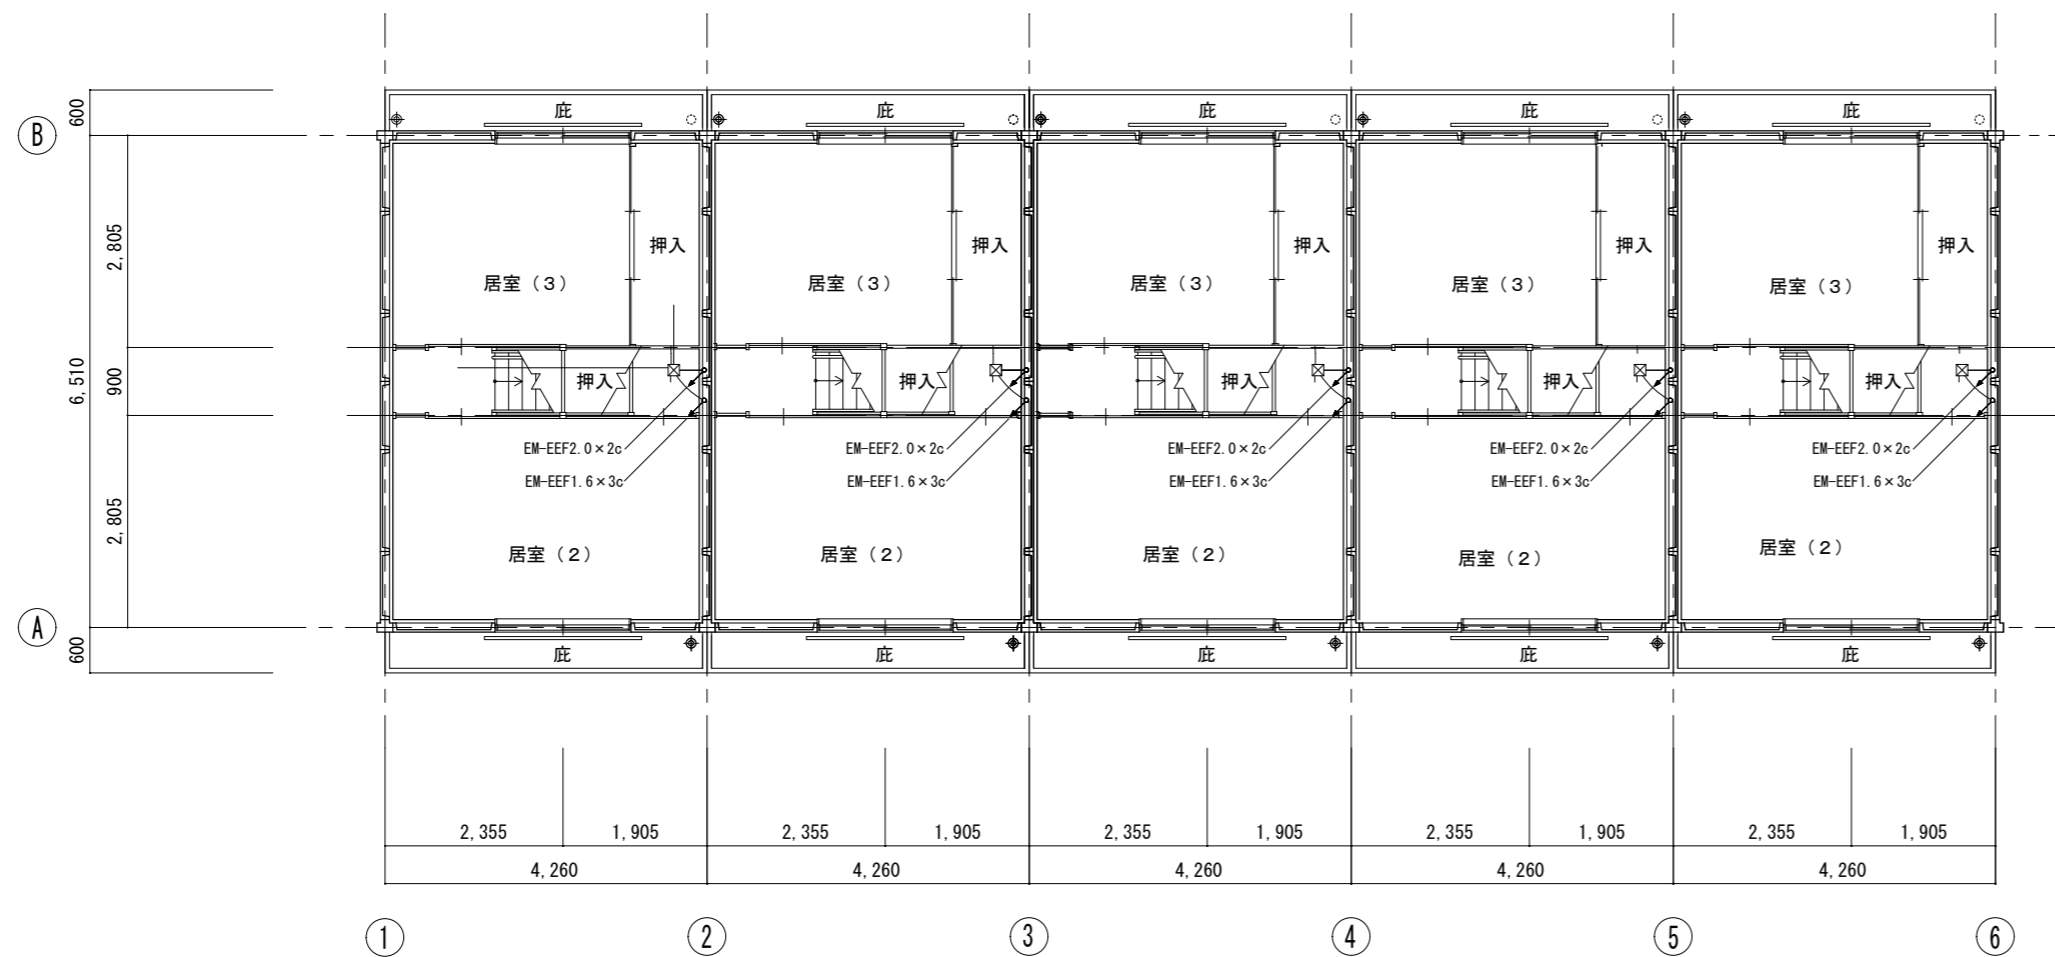 600
庇 庇 庇 庇 庇
B
2,805
押入 押入 押入 押入 押入
居室（３） 居室（３） 居室（３） 居室（３） 居室（３）
6,510
900
押入 押入 押入 押入 押入
EM-EEF2.0×2c EM-EEF2.0×2c EM-EEF2.0×2c EM-EEF2.0×2c EM-EEF2.0×2c
EM-EEF1.6×3c EM-EEF1.6×3c EM-EEF1.6×3c EM-EEF1.6×3c EM-EEF1.6×3c
2,805
居室（２） 居室（２） 居室（２） 居室（２） 居室（２）
A
600
庇 庇 庇 庇 庇
2,355 1,905 2,355 1,905 2,355 1,905 2,355 1,905 2,355 1,905
4,260 4,260 4,260 4,260 4,260
1 2 3 4 5 6